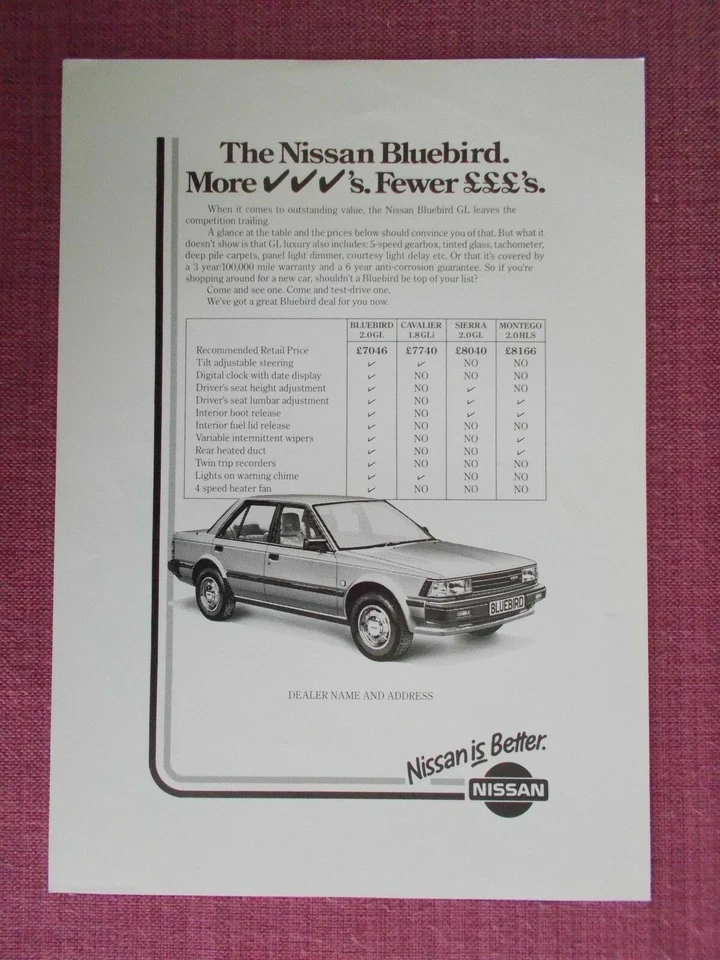 The Nissan Bluebird.
More ✓✓✓'s. Fewer £££'s.
When it comes to outstanding value, the Nissan Bluebird GL leaves the
competition trailing.
A glance at the table and the prices below should convince you of that. But what it
doesn't show is that GL luxury also includes: 5-speed gearbox, tinted glass, tachometer,
deep pile carpets, panel light dimmer, courtesy light delay etc. Or that it's covered by
a 3 year/100,000 mile warranty and a 6 year anti-corrosion guarantee. So if you're
shopping around for a new car, shouldn't a Bluebird be top of your list?
Come and see one. Come and test-drive one.
We've got a great Bluebird deal for you now.
BLUEBIRD CAVALIER SIERRA MONTEGO
2.0GL 1.8GLi 2.0GL 2.0HLS
Recommended Retail Price £7046 £7740 £8040 £8166
Tilt adjustable steering ✓ ✓ NO NO
Digital clock with date display ✓ NO NO NO
Driver's seat height adjustment ✓ NO ✓ NO
Driver's seat lumbar adjustment ✓ NO ✓ ✓
Interior boot release ✓ NO ✓ ✓
Interior fuel lid release ✓ NO NO NO
Variable intermittent wipers ✓ NO NO ✓
Rear heated duct ✓ NO NO ✓
Twin trip recorders ✓ NO NO NO
Lights on warning chime ✓ ✓ NO NO
4 speed heater fan ✓ NO NO NO
BLUEBIRD
DEALER NAME AND ADDRESS
Nissan is Better.
NISSAN